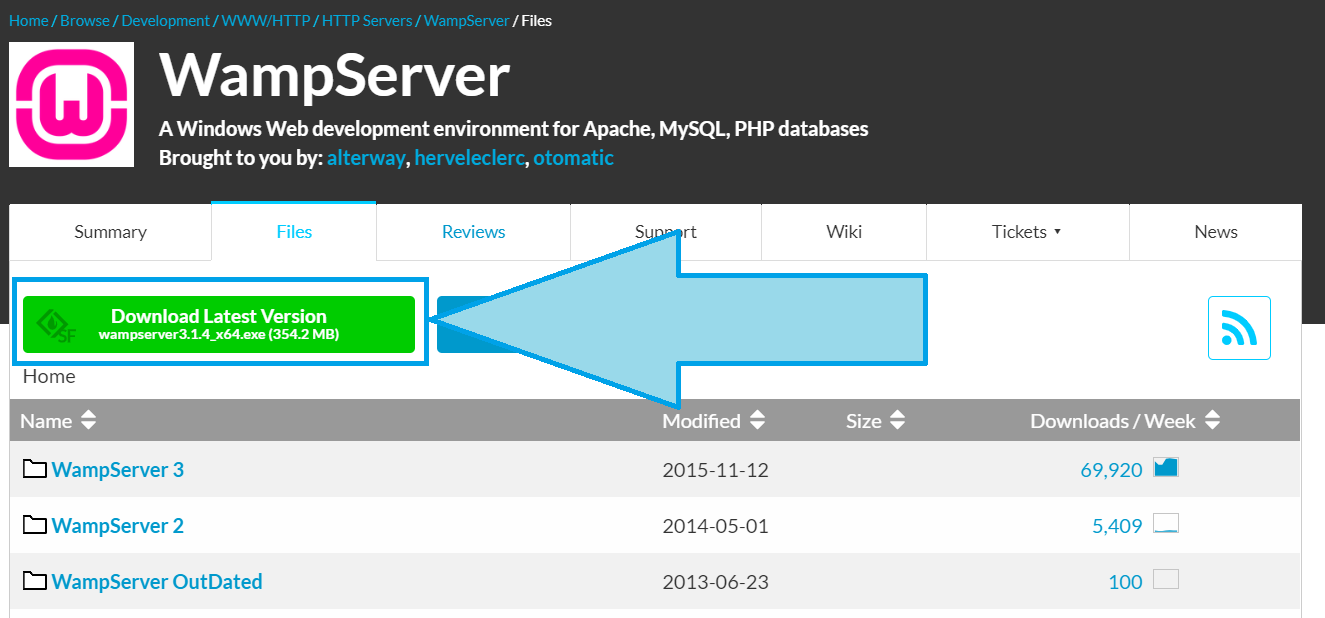 Home / Browse / Development / WWW/HTTP / HTTP Servers / WampServer / Files
WampServer
A Windows Web development environment for Apache, MySQL, PHP databases
Brought to you by: alterway, herveleclerc, otomatic
Summary Files Reviews Support Wiki Tickets ▾ News
Download Latest Version
wampserver3.1.4_x64.exe (354.2 MB)
SF
Home
Name Modified Size Downloads / Week
WampServer 3 2015-11-12 69,920
WampServer 2 2014-05-01 5,409
WampServer OutDated 2013-06-23 100